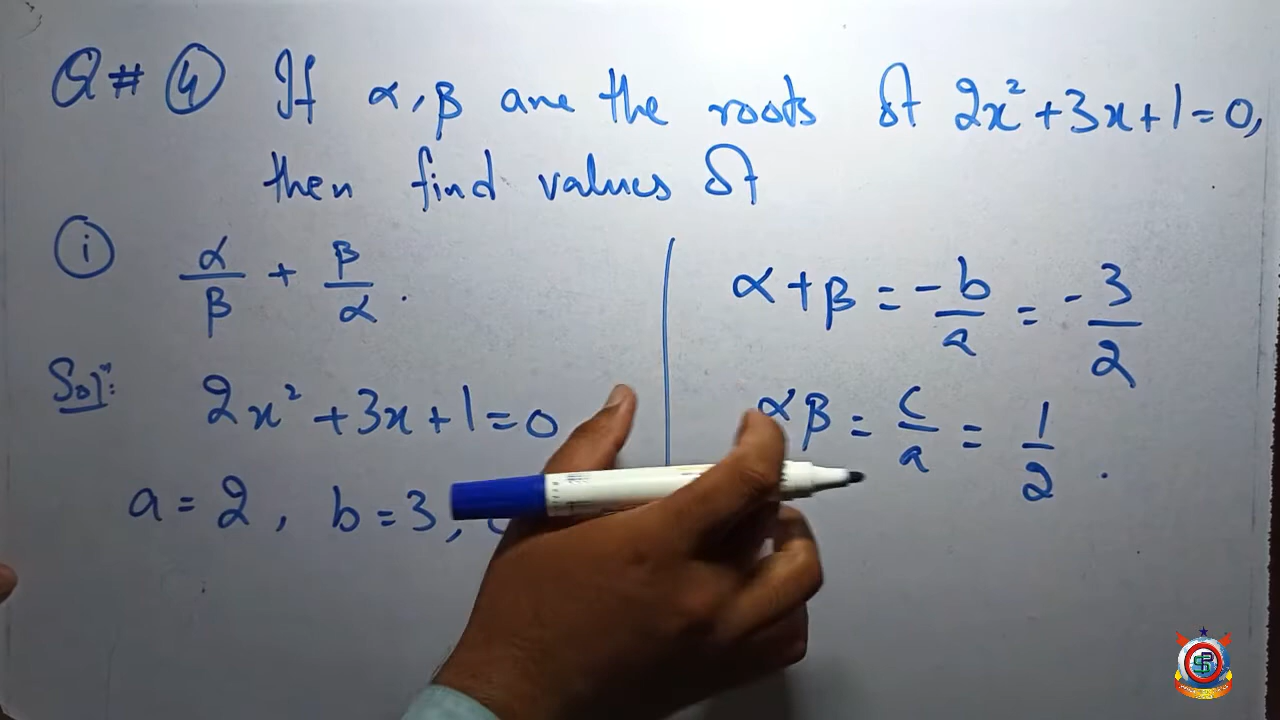 Q # ④ If α, β are the roots of 2x² + 3x + 1 = 0,
then find values of
ⓘ α/β + β/α .
Solⁿ: 2x² + 3x + 1 = 0
a = 2 , b = 3 ,
α + β = -b/a = -3/2
αβ = c/a = 1/2 .